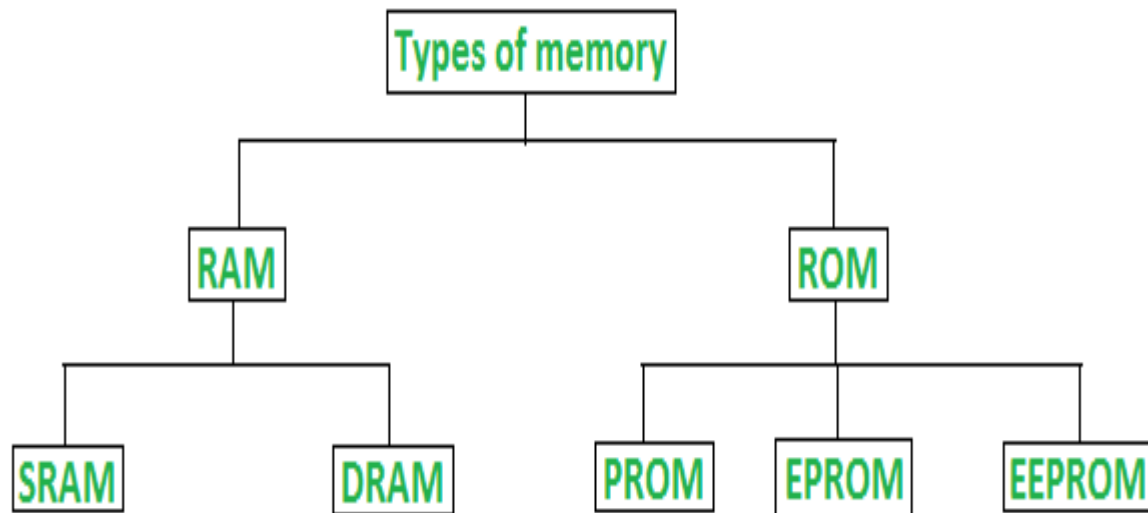 Types of memory
RAM
ROM
SRAM
DRAM
PROM
EPROM
EEPROM